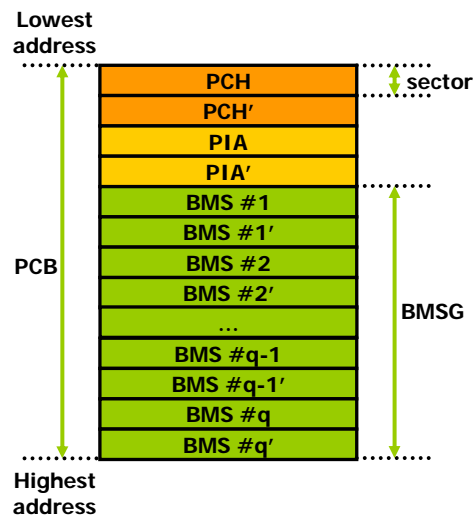 Lowest
address
PCH
sector
PCH’
PIA
PIA’
BMS #1
BMS #1’
PCB
BMS #2
BMS #2’
BMSG
...
BMS #q-1
BMS #q-1’
BMS #q
BMS #q’
Highest
address